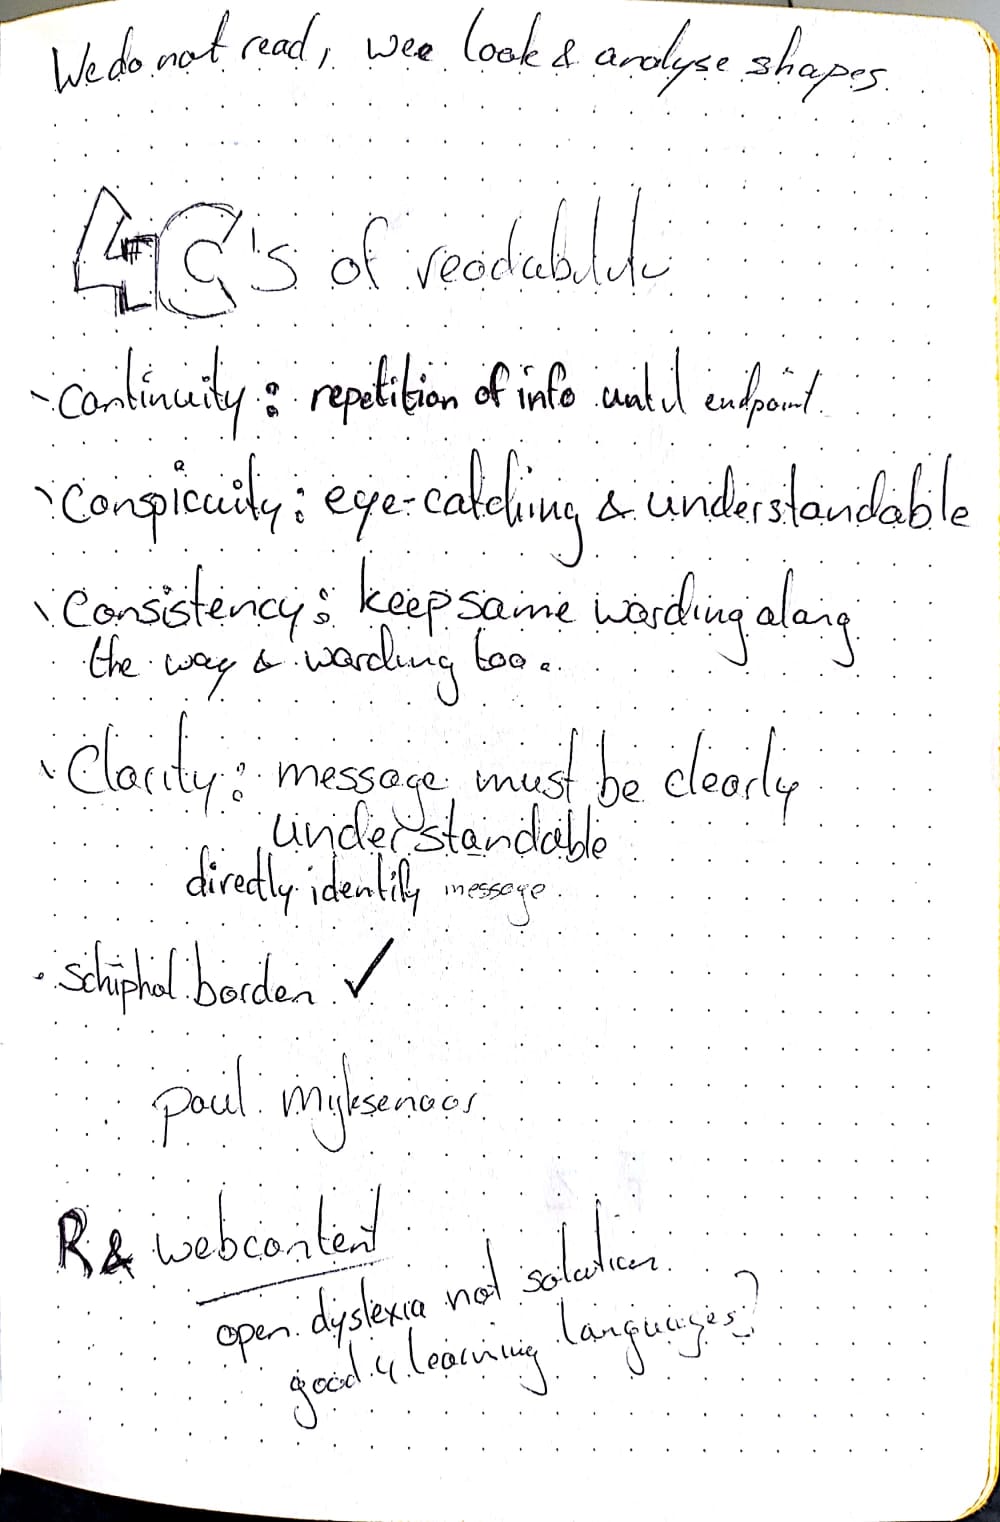 We do not read, wee look & analyse shapes.
4C's of readability
- Continuity: repetition of info until endpoint.
- Conspicuity: eye-catching & understandable
- Consistency: keep same wording along
the way & wording too.
- Clarity: message must be clearly
understandable
directly identify message.
• Schiphol borden ✓
paul mijksenaar
R & webcontent
open dyslexia not solution.
good 4 learning languages?